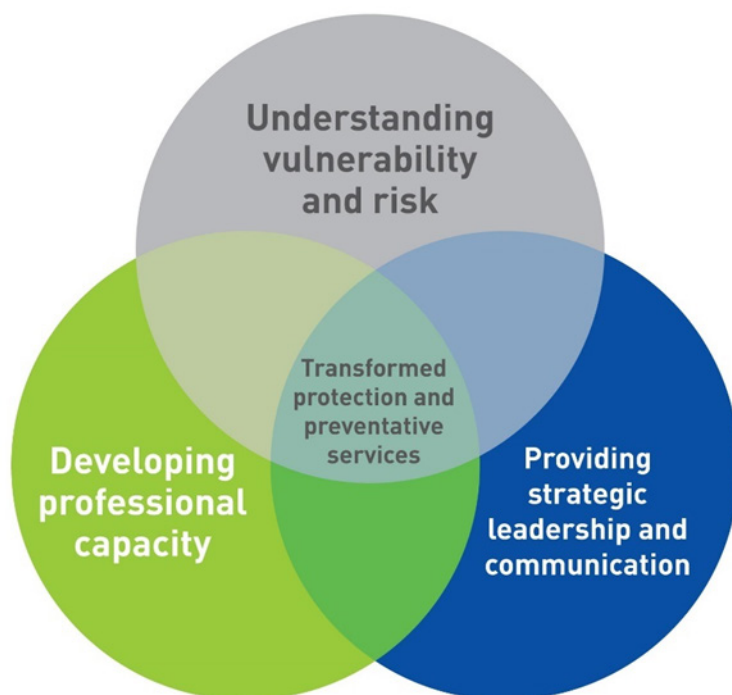 Understanding
vulnerability
and risk
Transformed
protection and
preventative
services
Developing
professional
capacity
Providing
strategic
leadership and
communication